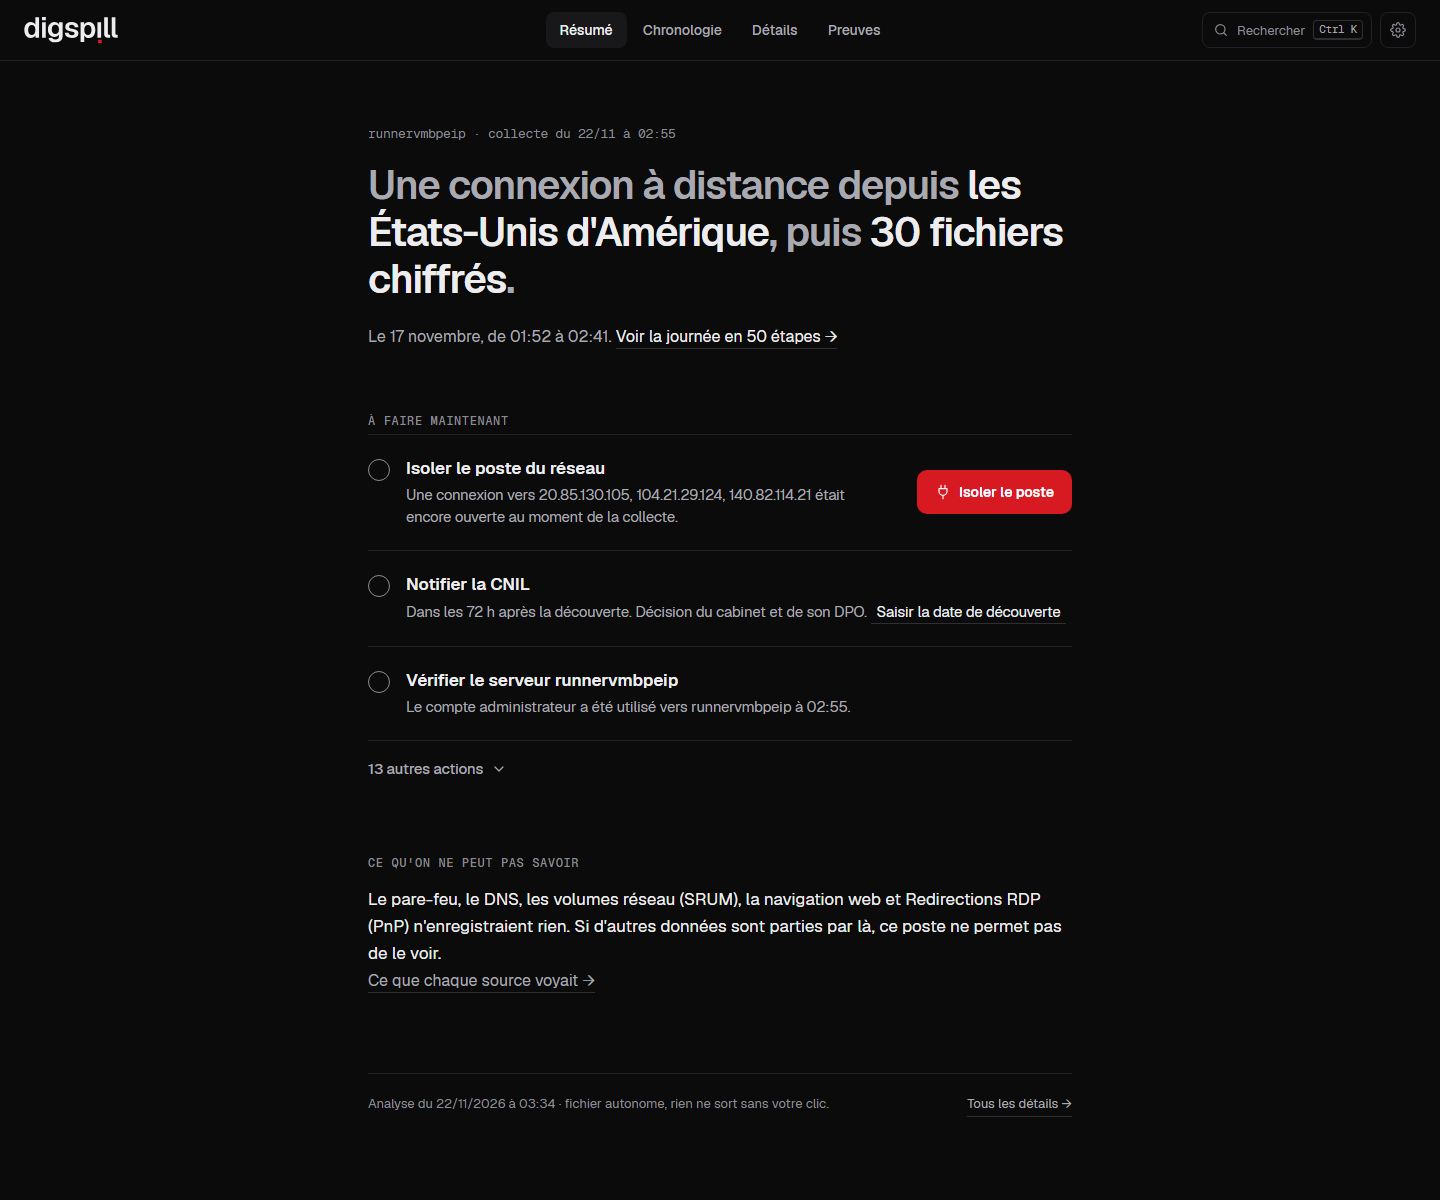 digspill
Résumé
Chronologie
Détails
Preuves
Rechercher
Ctrl K
runnervmbpeip · collecte du 22/11 à 02:55
Une connexion à distance depuis les
États-Unis d'Amérique, puis 30 fichiers
chiffrés.
Le 17 novembre, de 01:52 à 02:41. Voir la journée en 50 étapes →
À FAIRE MAINTENANT
Isoler le poste du réseau
Une connexion vers 20.85.130.105, 104.21.29.124, 140.82.114.21 était
encore ouverte au moment de la collecte.
Isoler le poste
Notifier la CNIL
Dans les 72 h après la découverte. Décision du cabinet et de son DPO. Saisir la date de découverte
Vérifier le serveur runnervmbpeip
Le compte administrateur a été utilisé vers runnervmbpeip à 02:55.
13 autres actions
CE QU'ON NE PEUT PAS SAVOIR
Le pare-feu, le DNS, les volumes réseau (SRUM), la navigation web et Redirections RDP
(PnP) n'enregistraient rien. Si d'autres données sont parties par là, ce poste ne permet pas
de le voir.
Ce que chaque source voyait →
Analyse du 22/11/2026 à 03:34 · fichier autonome, rien ne sort sans votre clic.
Tous les détails →